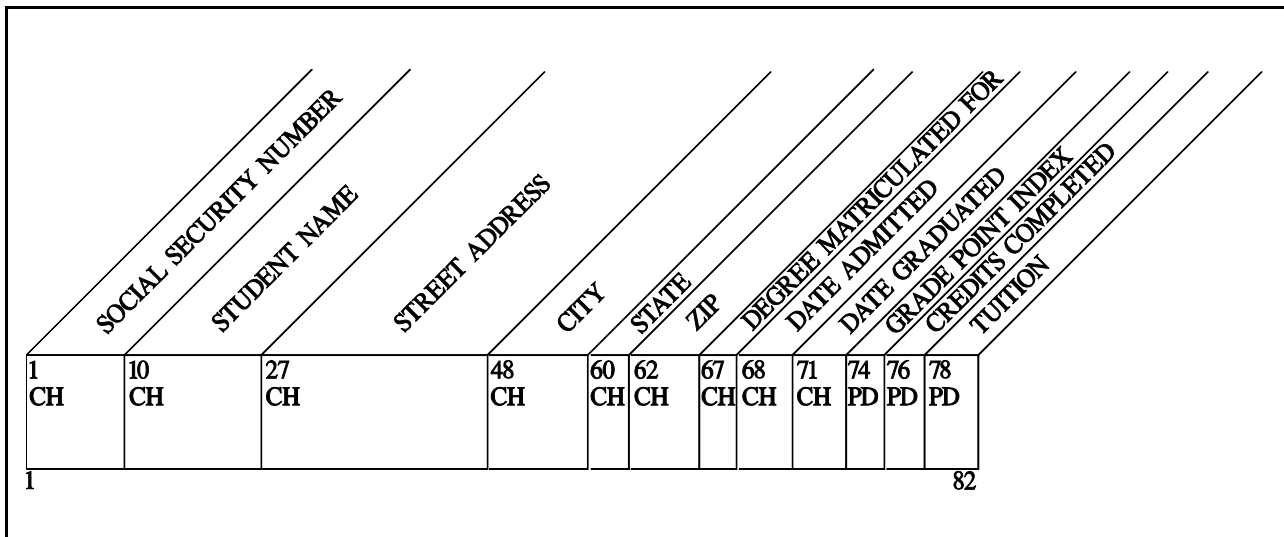 SOCIAL SECURITY NUMBER
STUDENT NAME
STREET ADDRESS
CITY
STATE
ZIP
DEGREE MATRICULATED FOR
DATE ADMITTED
DATE GRADUATED
GRADE POINT INDEX
CREDITS COMPLETED
TUITION
1 10 27 48 60 62 67 68 71 74 76 78
CH CH CH CH CH CH CH CH CH PD PD PD
1 82